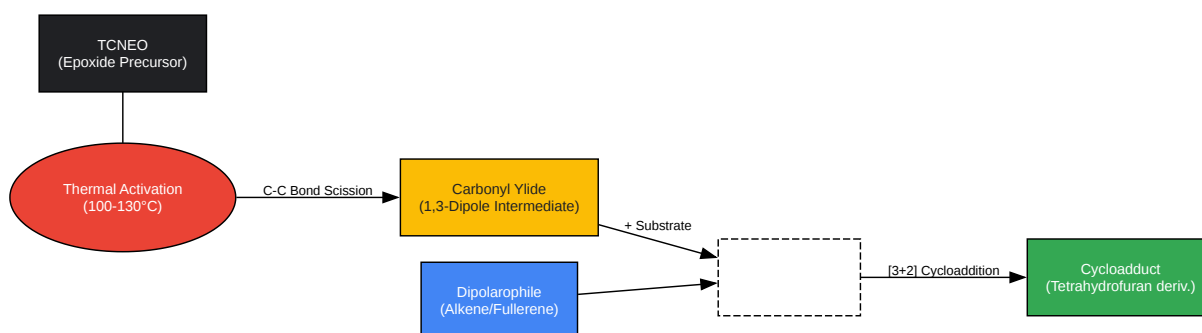 TCNEO
(Epoxide Precursor)
Thermal Activation
(100-130°C)
C-C Bond Scission
Carbonyl Ylide
(1,3-Dipole Intermediate)
+ Substrate
Dipolarophile
(Alkene/Fullerene)
[3+2] Cycloaddition
Cycloadduct
(Tetrahydrofuran deriv.)